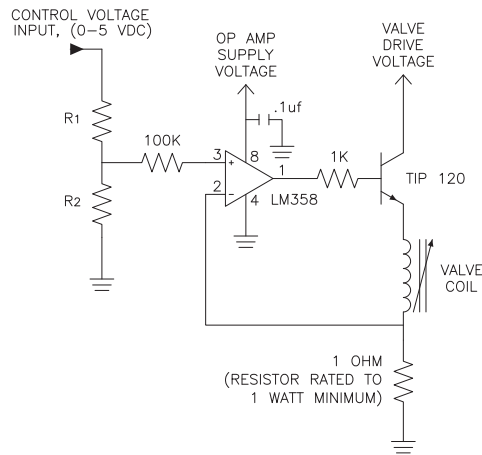 CONTROL VOLTAGE
INPUT, (0-5 VDC)
OP AMP
SUPPLY
VOLTAGE
VALVE
DRIVE
VOLTAGE
R1
.1uf
100K
3
+
8
1
1K
2
-
4
LM358
TIP 120
R2
VALVE
COIL
1 OHM
(RESISTOR RATED TO
1 WATT MINIMUM)